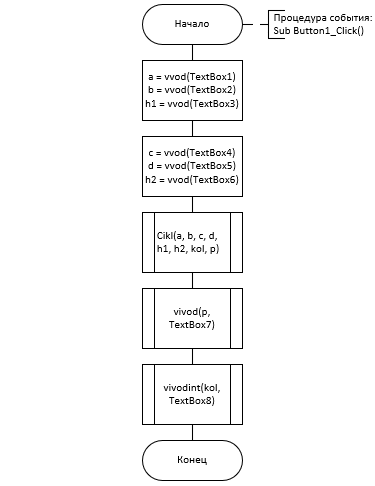 Начало
Процедура события:
Sub Button1_Click()
a = vvod(TextBox1)
b = vvod(TextBox2)
h1 = vvod(TextBox3)
c = vvod(TextBox4)
d = vvod(TextBox5)
h2 = vvod(TextBox6)
Cikl(a, b, c, d,
h1, h2, kol, p)
vivod(p,
TextBox7)
vivodint(kol,
TextBox8)
Конец